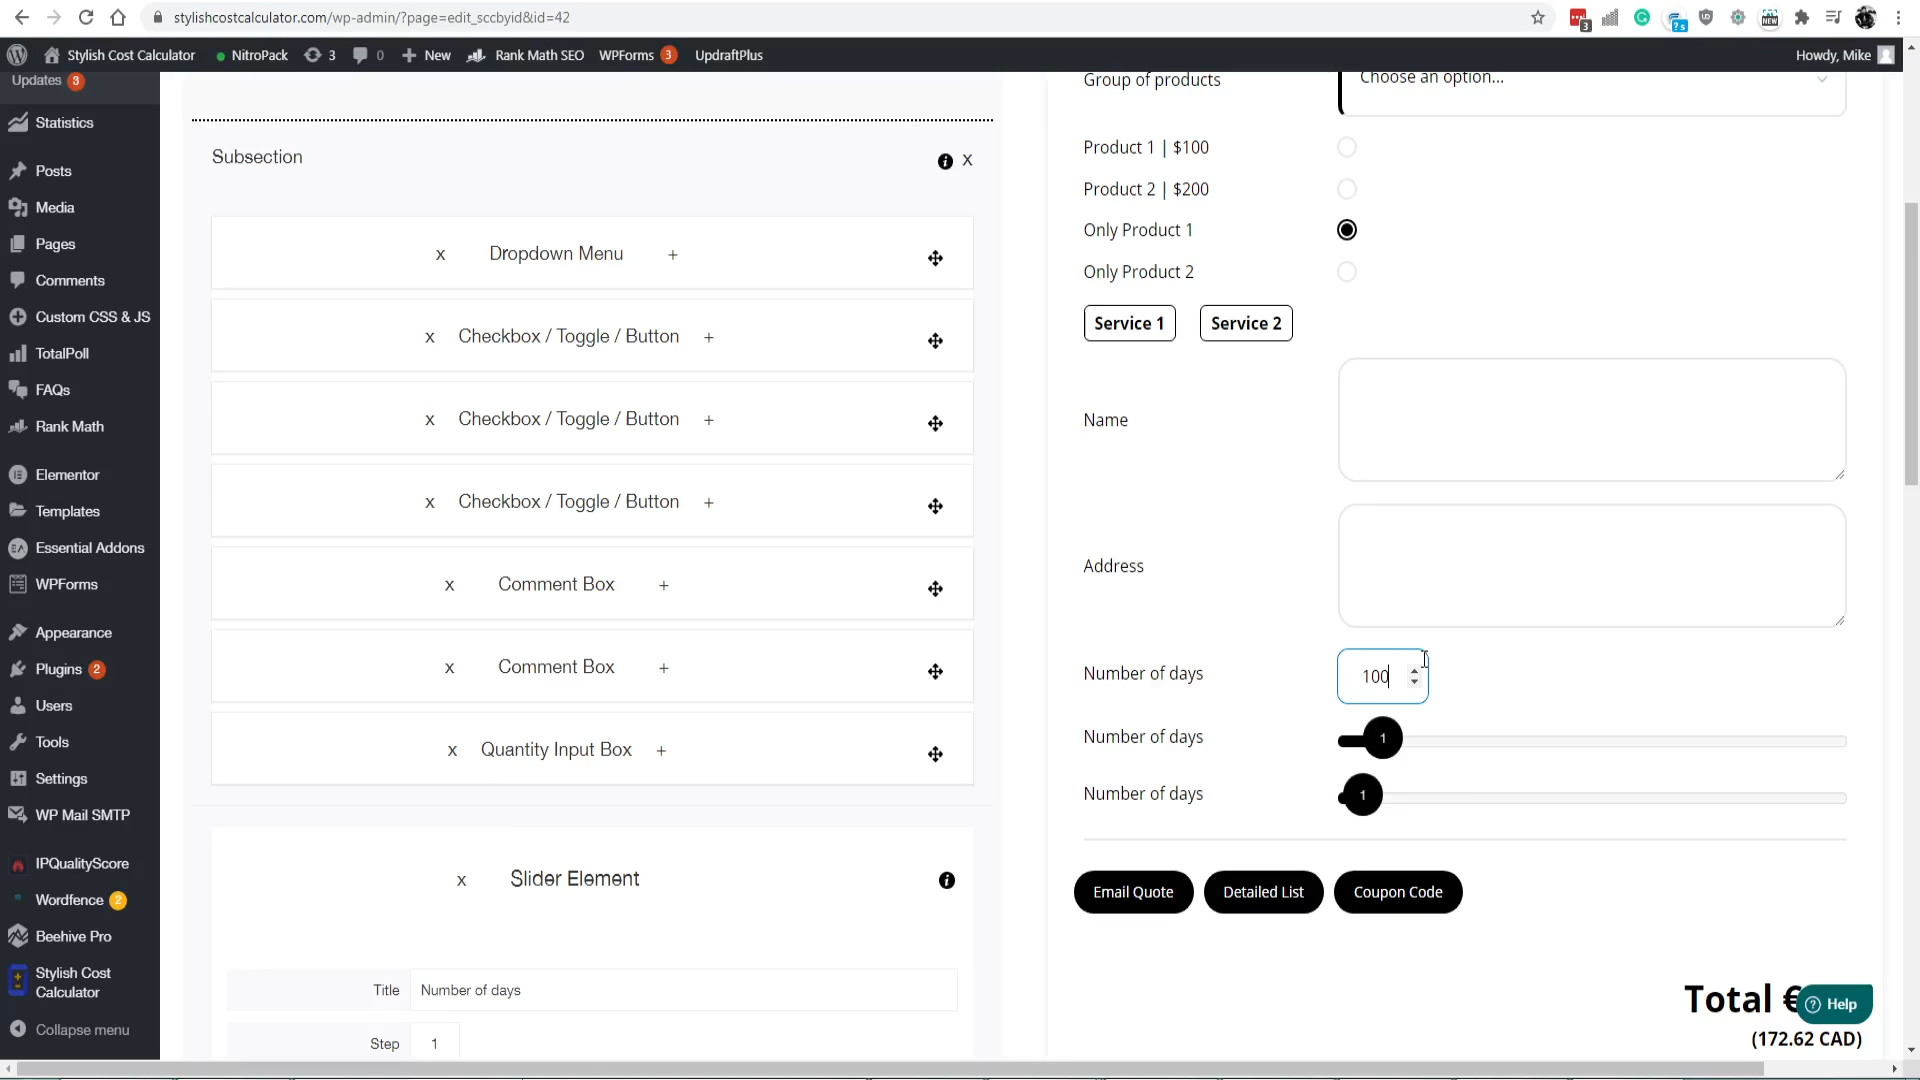 stylishcostcalculator.com/wp-admin/?page=edit_sccbyid&id=42
3
7 s
NEW
Stylish Cost Calculator
NitroPack
3
0
New
Rank Math SEO
WPForms 3
UpdraftPlus
Howdy, Mike
Updates 3
Statistics
Posts
Media
Pages
Comments
Custom CSS & JS
TotalPoll
FAQs
Rank Math
Elementor
Templates
Essential Addons
WPForms
Appearance
Plugins 2
Users
Tools
Settings
WP Mail SMTP
IPQualityScore
Wordfence 2
Beehive Pro
Stylish Cost
Calculator
Collapse menu
Subsection
X
x Dropdown Menu +
x Checkbox / Toggle / Button +
x Checkbox / Toggle / Button +
x Checkbox / Toggle / Button +
x Comment Box +
x Comment Box +
x Quantity Input Box +
x Slider Element
Title Number of days
Step 1
Group of products Choose an option...
Product 1 | $100
Product 2 | $200
Only Product 1
Only Product 2
Service 1 Service 2
Name
Address
Number of days 100
Number of days 1
Number of days 1
Email Quote Detailed List Coupon Code
Total €
Help
(172.62 CAD)